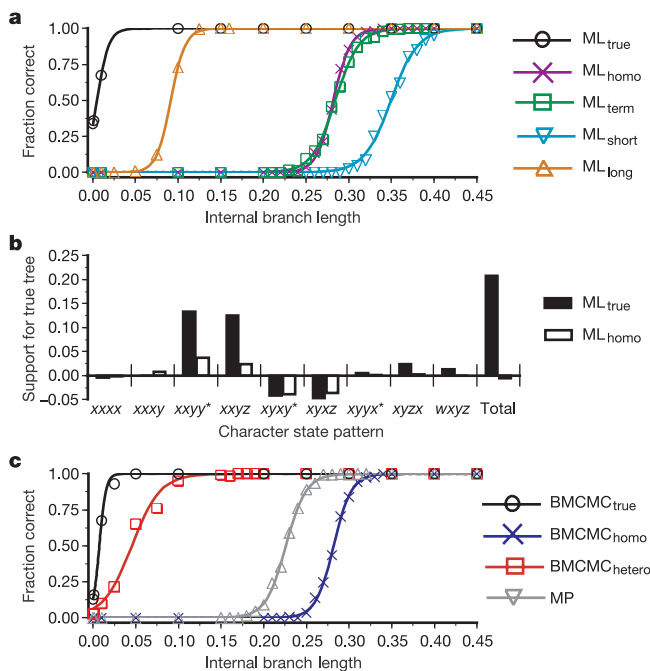 a
Fraction correct
1.00
0.75
0.50
0.25
0.00
0.00 0.05 0.10 0.15 0.20 0.25 0.30 0.35 0.40 0.45
Internal branch length
ML true
ML homo
ML term
ML short
ML long
b
Support for true tree
0.25
0.20
0.15
0.10
0.05
0.00
−0.05
xxxx xxxy xxyy* xxyz xyxy* xyxz xyyx* xyzx wxyz Total
Character state pattern
ML true
ML homo
c
Fraction correct
1.00
0.75
0.50
0.25
0.00
0.00 0.05 0.10 0.15 0.20 0.25 0.30 0.35 0.40 0.45
Internal branch length
BMCMC true
BMCMC homo
BMCMC hetero
MP